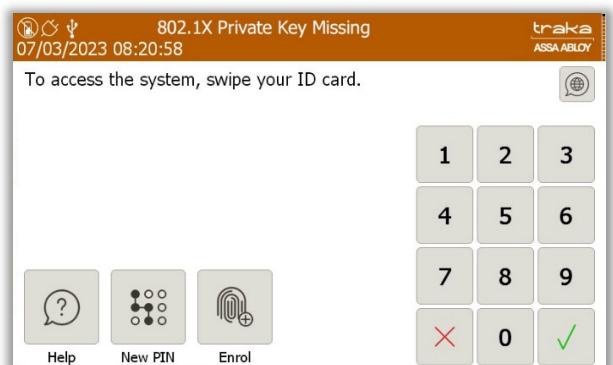 802.1X Private Key Missing
07/03/2023 08:20:58
traka
ASSA ABLOY
To access the system, swipe your ID card.
1 2 3
4 5 6
7 8 9
0
Help New PIN Enrol